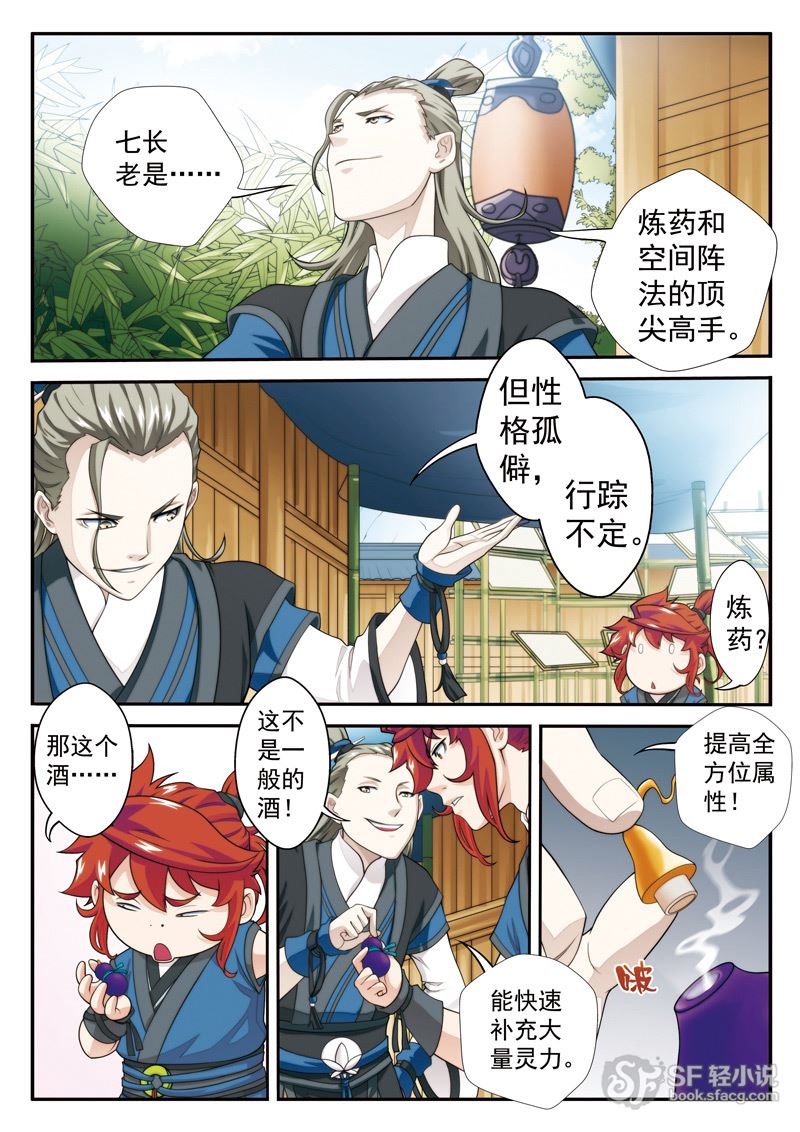 七长
老是……
炼药和
空间阵
法的顶
尖高手。
但性
格孤
僻，
行踪
不定。
炼
药？
那这个
酒……
这不
是一
般的
酒！
能快速
补充大
量灵力。
提高全
方位属
性！
啵
SF 轻小说
book.sfacg.com